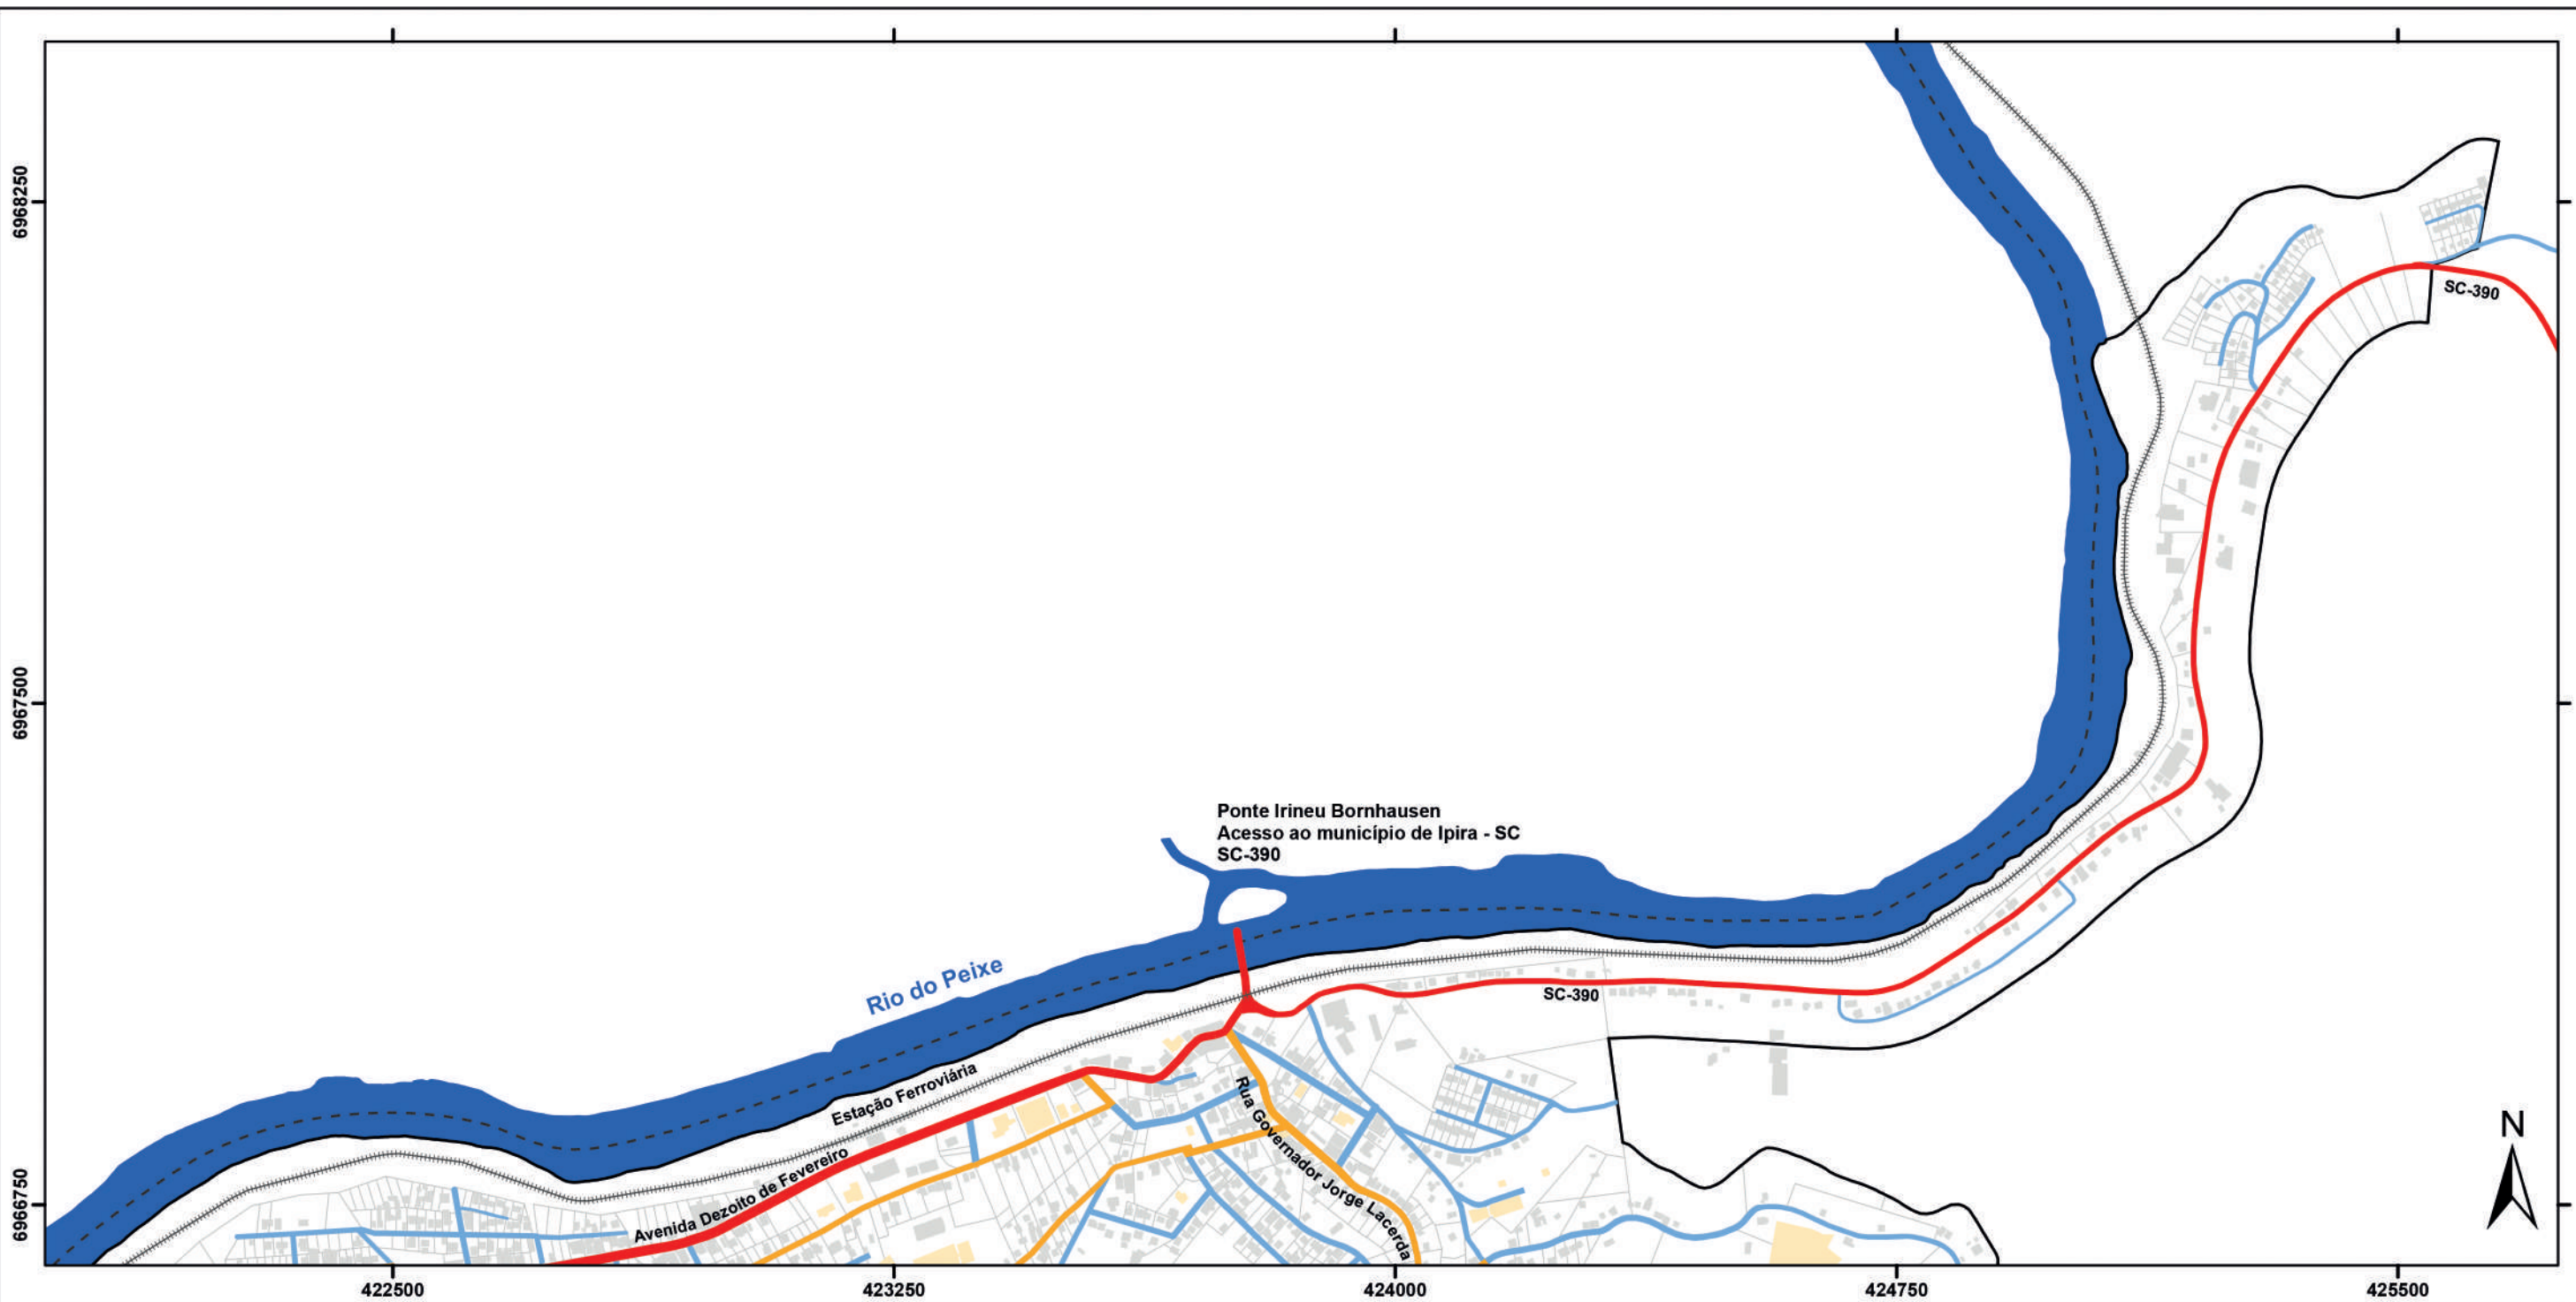 6968250
SC-390
6967500
Ponte Irineu Bornhausen
Acesso ao município de Ipira - SC
SC-390
Rio do Peixe
SC-390
Estação Ferroviária
Rua Governador Jorge Lacerda
Avenida Dezoito de Fevereiro
N
6966750
422500
423250
424000
424750
425500